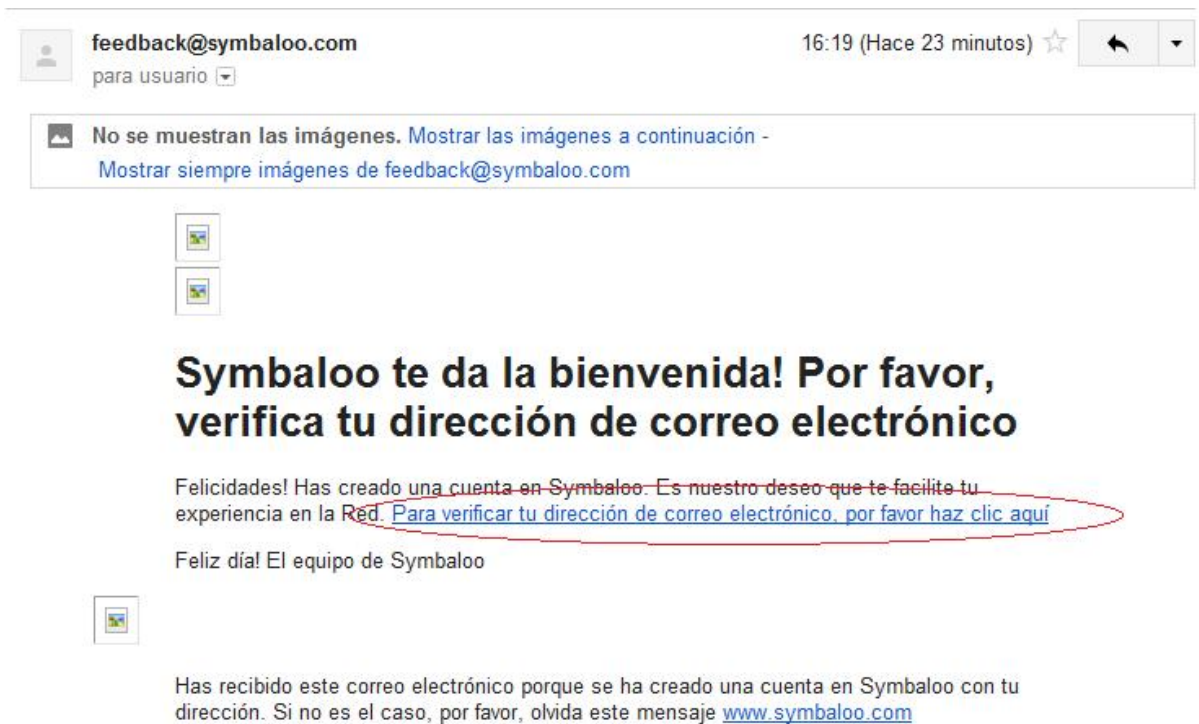 feedback@symbaloo.com 16:19 (Hace 23 minutos)
para usuario
No se muestran las imágenes. Mostrar las imágenes a continuación -
Mostrar siempre imágenes de feedback@symbaloo.com
Symbaloo te da la bienvenida! Por favor,
verifica tu dirección de correo electrónico
Felicidades! Has creado una cuenta en Symbaloo. Es nuestro deseo que te facilite tu
experiencia en la Red. Para verificar tu dirección de correo electrónico, por favor haz clic aquí
Feliz día! El equipo de Symbaloo
Has recibido este correo electrónico porque se ha creado una cuenta en Symbaloo con tu
dirección. Si no es el caso, por favor, olvida este mensaje www.symbaloo.com